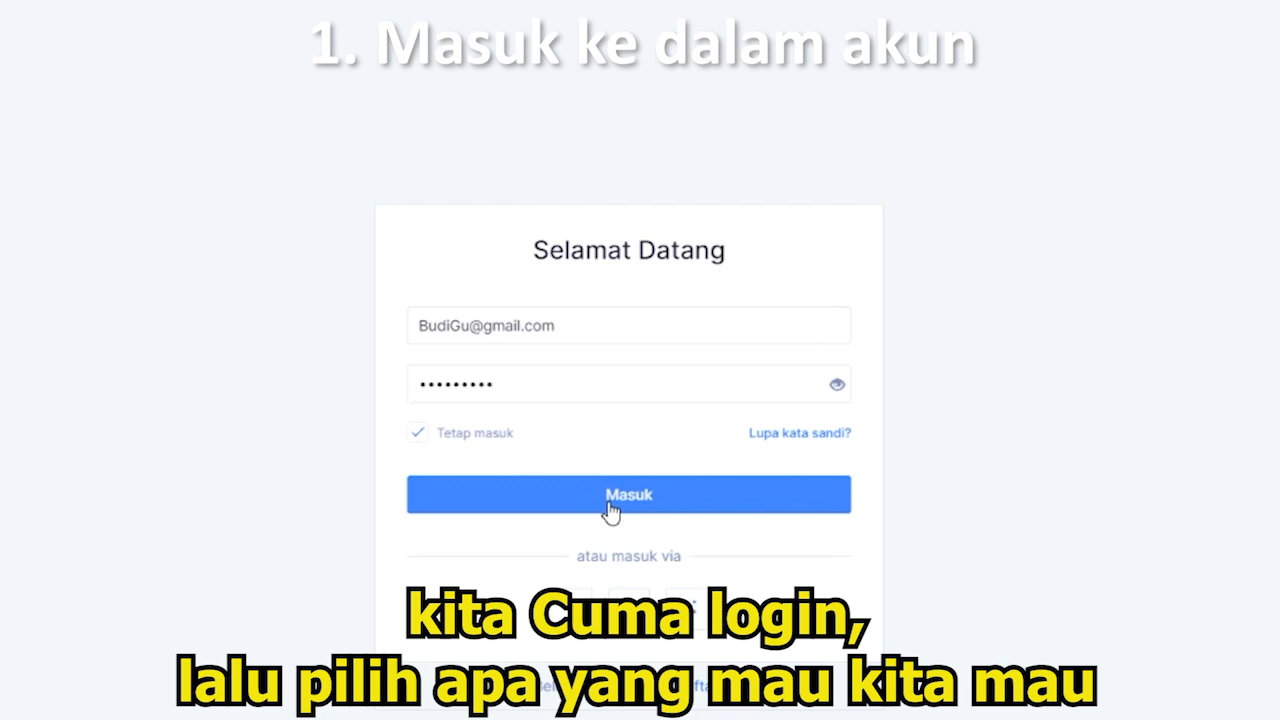 1. Masuk ke dalam akun
Selamat Datang
BudiGu@gmail.com
•••••••••
Tetap masuk
Lupa kata sandi?
Masuk
atau masuk via
kita Cuma login,
lalu pilih apa yang mau kita mau